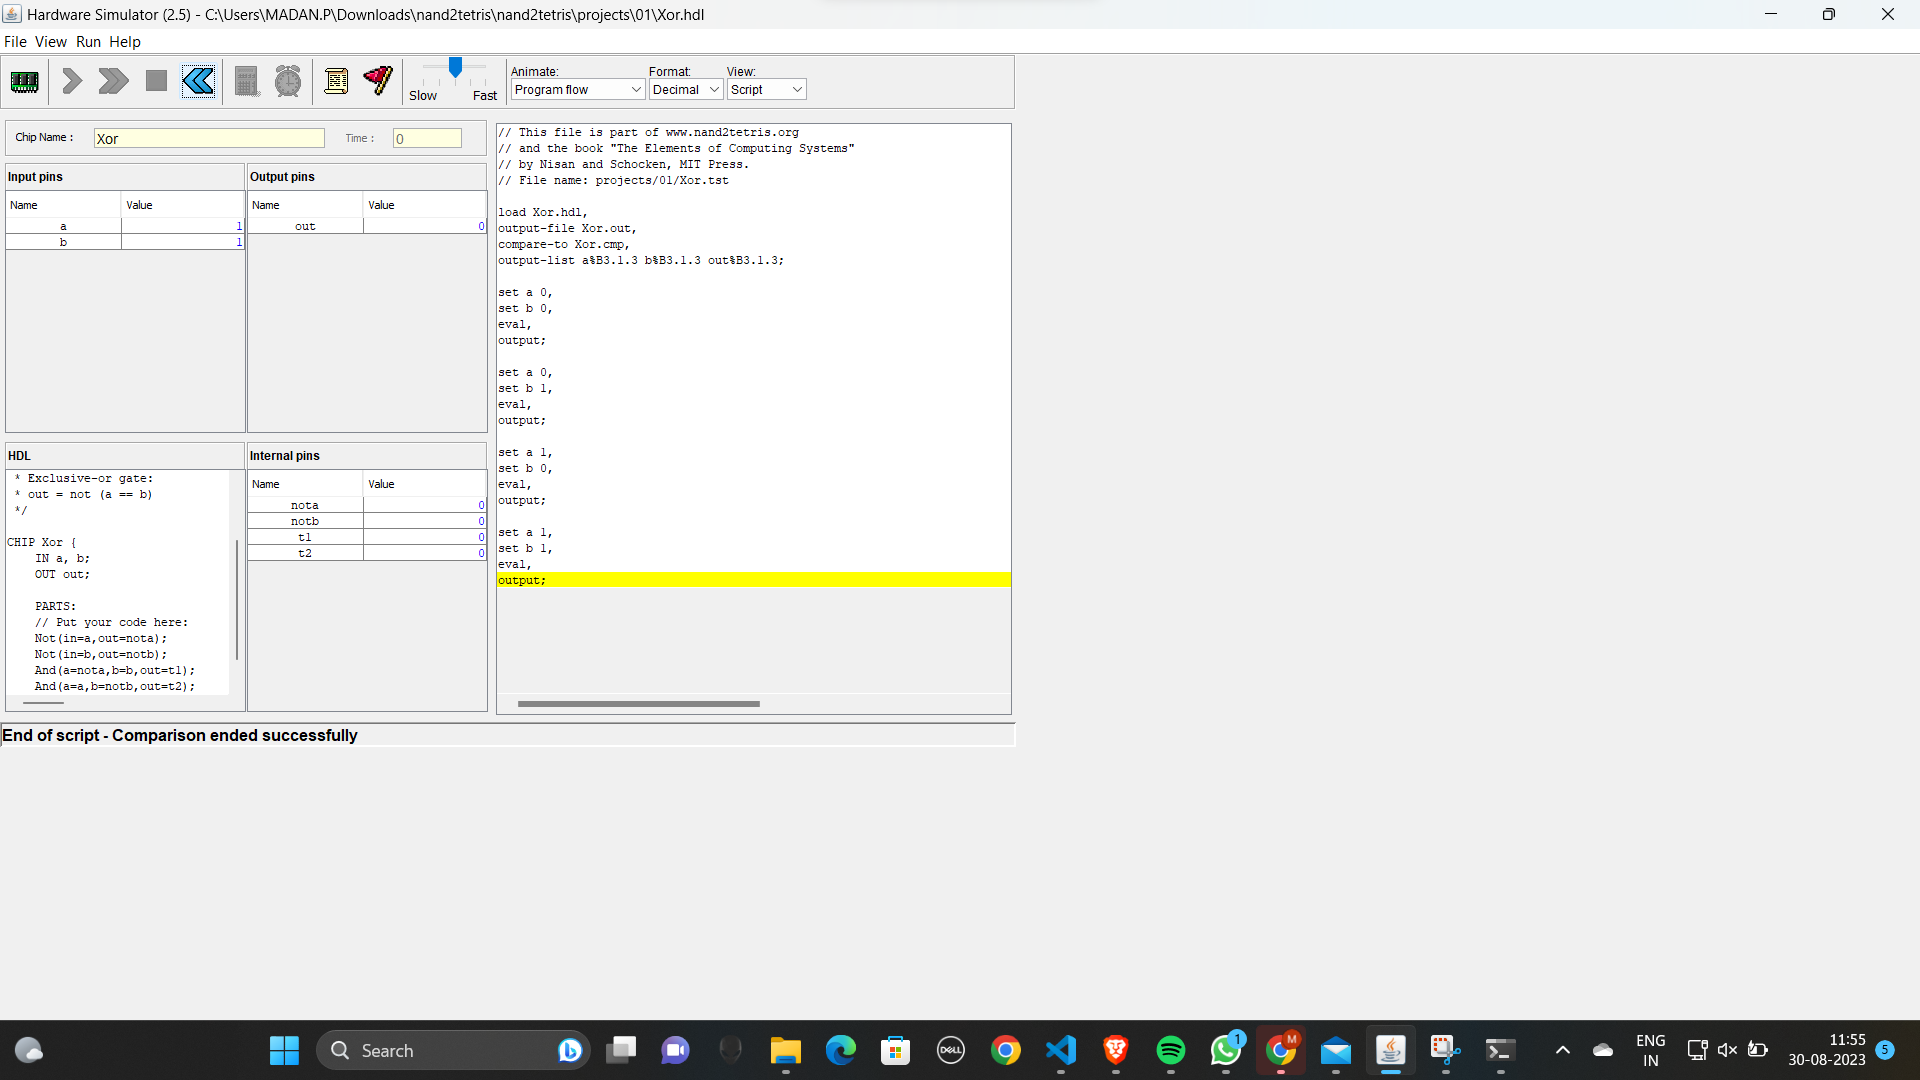 Hardware Simulator (2.5) - C:\Users\MADAN.P\Downloads\nand2tetris\nand2tetris\projects\01\Xor.hdl
File View Run Help
Slow Fast
Animate: Format: View:
Program flow Decimal Script
Chip Name : Xor Time : 0
Input pins
Name Value
a 1
b 1
Output pins
Name Value
out 0
HDL
* Exclusive-or gate:
* out = not (a == b)
*/
CHIP Xor {
IN a, b;
OUT out;
PARTS:
// Put your code here:
Not(in=a,out=nota);
Not(in=b,out=notb);
And(a=nota,b=b,out=t1);
And(a=a,b=notb,out=t2);
Internal pins
Name Value
nota 0
notb 0
t1 0
t2 0
// This file is part of www.nand2tetris.org
// and the book "The Elements of Computing Systems"
// by Nisan and Schocken, MIT Press.
// File name: projects/01/Xor.tst
load Xor.hdl,
output-file Xor.out,
compare-to Xor.cmp,
output-list a%B3.1.3 b%B3.1.3 out%B3.1.3;
set a 0,
set b 0,
eval,
output;
set a 0,
set b 1,
eval,
output;
set a 1,
set b 0,
eval,
output;
set a 1,
set b 1,
eval,
output;
End of script - Comparison ended successfully
Search
DELL
1
M
ENG
IN
11:55
30-08-2023
5